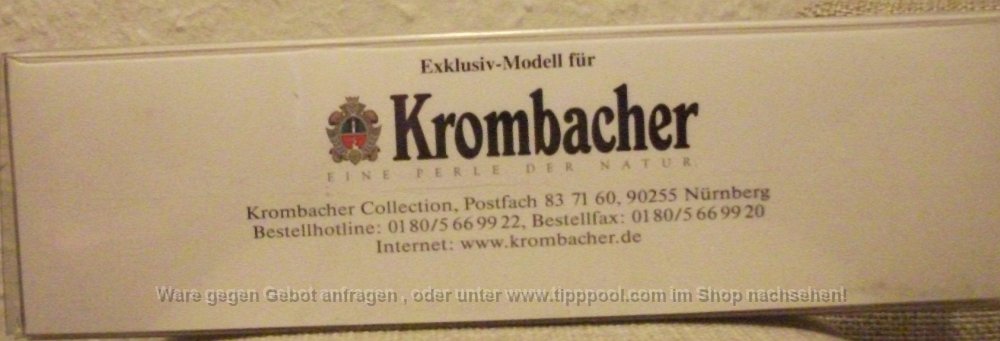 Exklusiv-Modell für
Krombacher
EINE PERLE DER NATUR.
Krombacher Collection, Postfach 83 71 60, 90255 Nürnberg
Bestellhotline: 0180/5 66 99 22, Bestellfax: 0180/5 66 99 20
Internet: www.krombacher.de
Ware gegen Gebot anfragen , oder unter www.tipppool.com im Shop nachsehen!